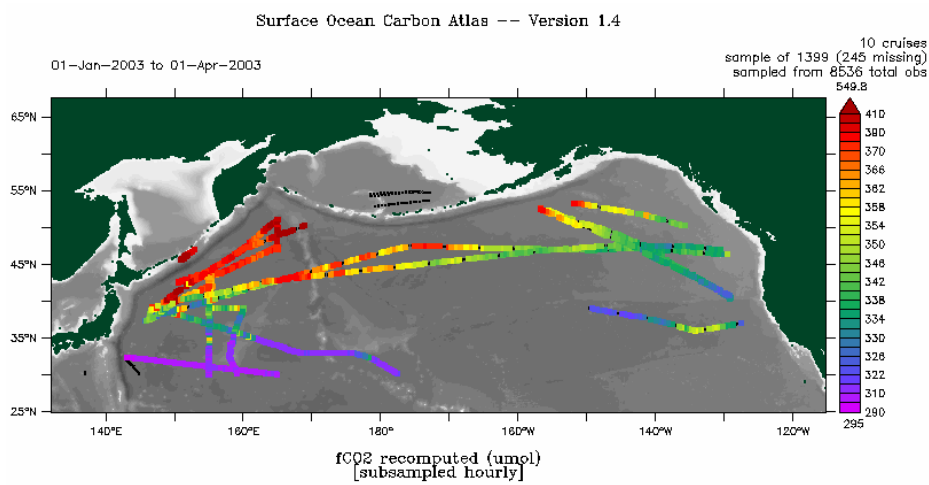 Surface Ocean Carbon Atlas -- Version 1.4
10 cruises
01-Jan-2003 to 01-Apr-2003
sample of 1399 (245 missing)
sampled from 8536 total obs
549.8
65°N
55°N
45°N
35°N
25°N
410
390
370
366
362
358
354
350
346
342
338
334
330
326
322
310
290
295
140°E
160°E
180°
160°W
140°W
120°W
fCO2 recomputed (umol)
[subsampled hourly]